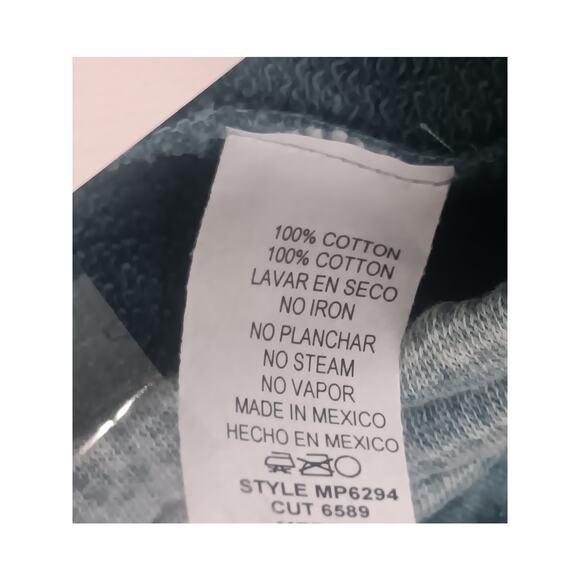 100% COTTON
100% COTTON
LAVAR EN SECO
NO IRON
NO PLANCHAR
NO STEAM
NO VAPOR
MADE IN MEXICO
HECHO EN MEXICO
STYLE MP6294
CUT 6589